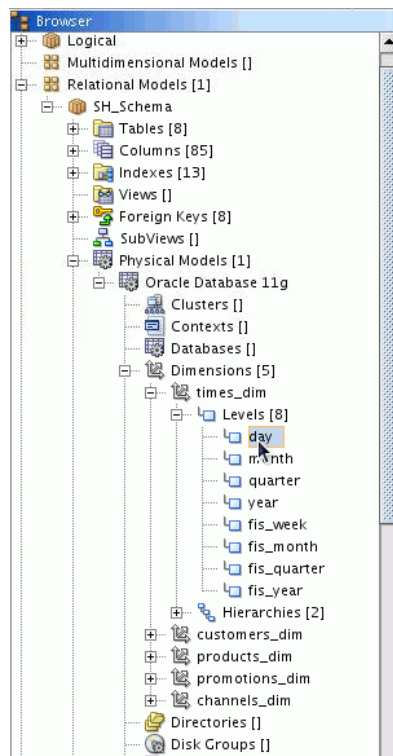 Browser
Logical
Multidimensional Models []
Relational Models [1]
SH_Schema
Tables [8]
Columns [85]
Indexes [13]
Views []
Foreign Keys [8]
SubViews []
Physical Models [1]
Oracle Database 11g
Clusters []
Contexts []
Databases []
Dimensions [5]
times_dim
Levels [8]
day
month
quarter
year
fis_week
fis_month
fis_quarter
fis_year
Hierarchies [2]
customers_dim
products_dim
promotions_dim
channels_dim
Directories []
Disk Groups []